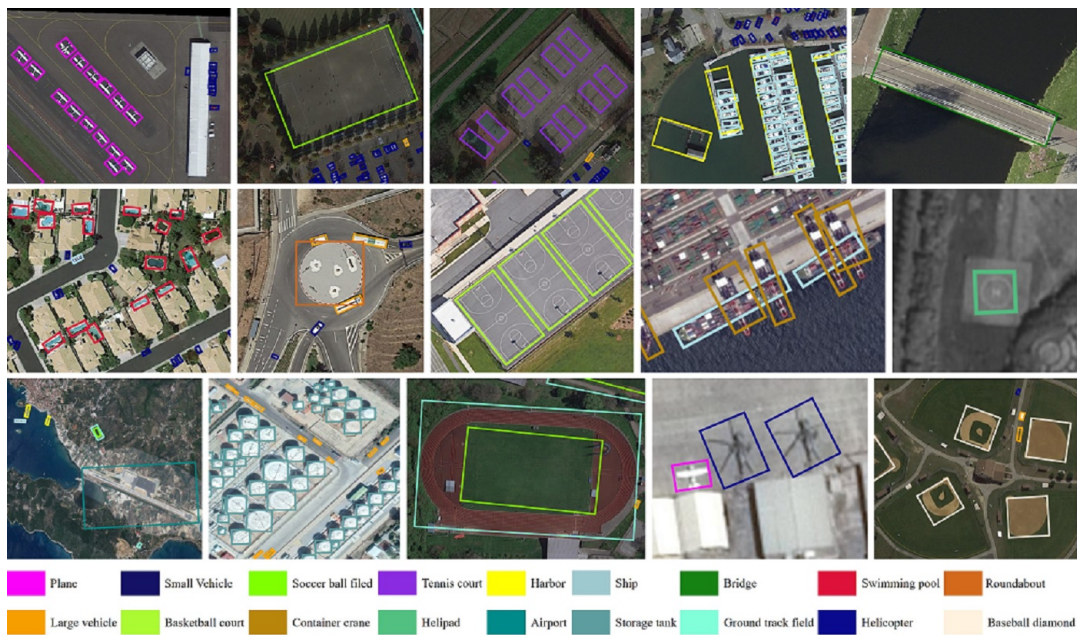 Plane Small Vehicle Soccer ball filed Tennis court Harbor Ship Bridge Swimming pool Roundabout
Large vehicle Basketball court Container crane Helipad Airport Storage tank Ground track field Helicopter Baseball diamond